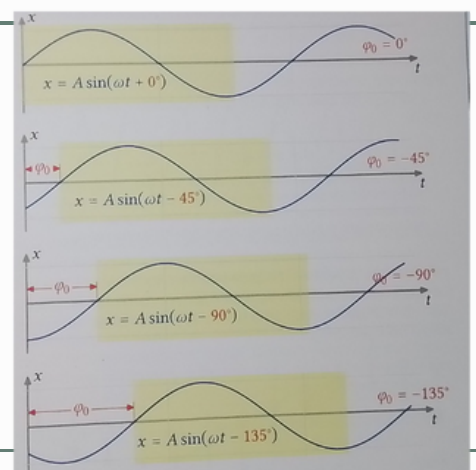 x
φ₀ = 0°
t
x = A sin(ωt + 0°)
x
φ₀
φ₀ = −45°
t
x = A sin(ωt − 45°)
x
φ₀
φ₀ = −90°
t
x = A sin(ωt − 90°)
x
φ₀
φ₀ = −135°
t
x = A sin(ωt − 135°)